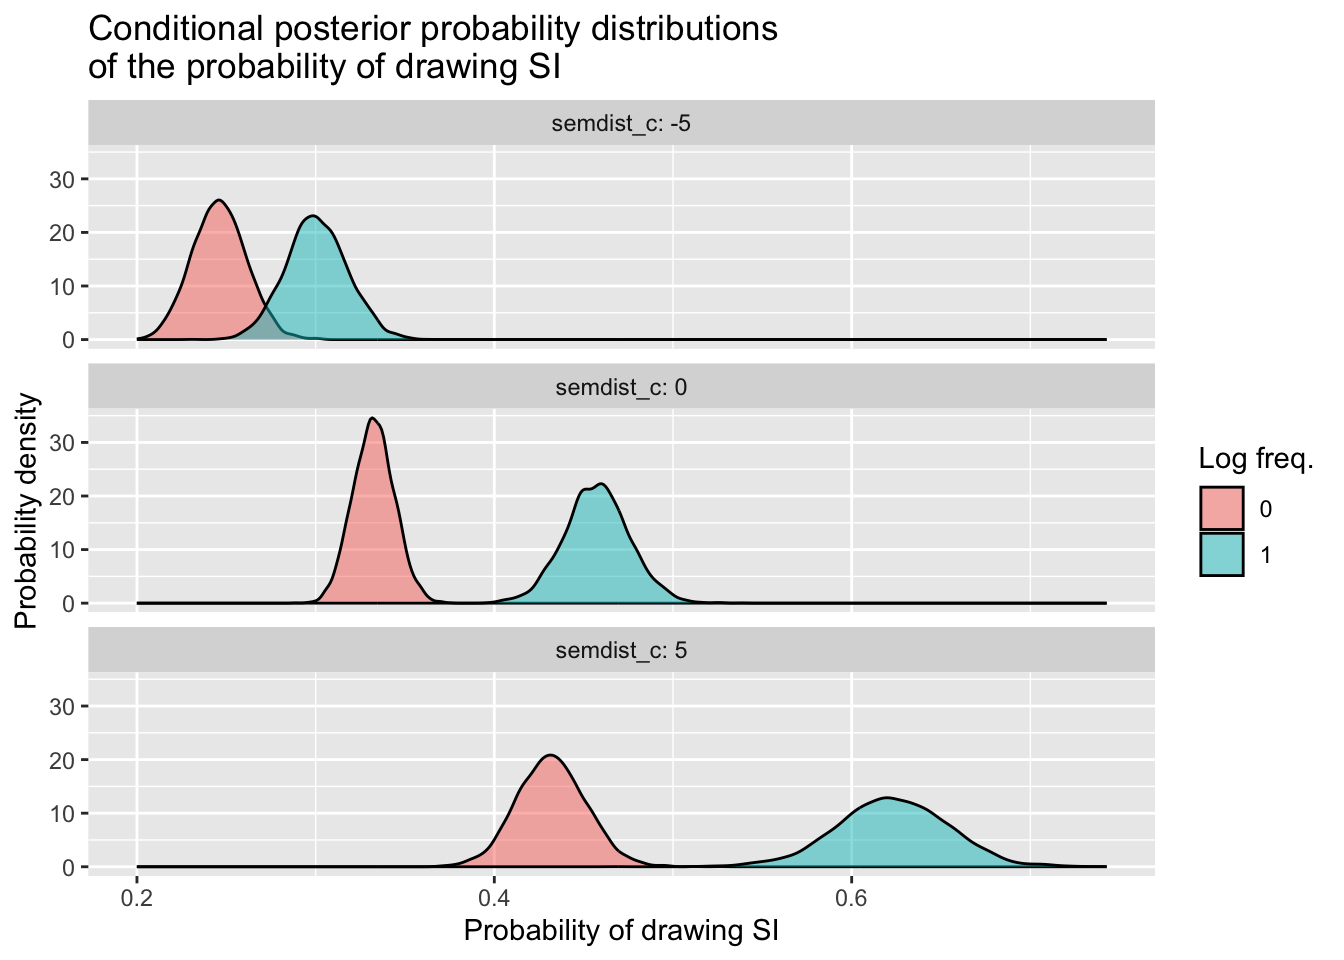 Conditional posterior probability distributions
of the probability of drawing SI
semdist_c: -5
30
20
10
0
semdist_c: 0
30
20
10
0
semdist_c: 5
30
20
10
0
0.2
0.4
0.6
Probability of drawing SI
Probability density
Log freq.
0
1